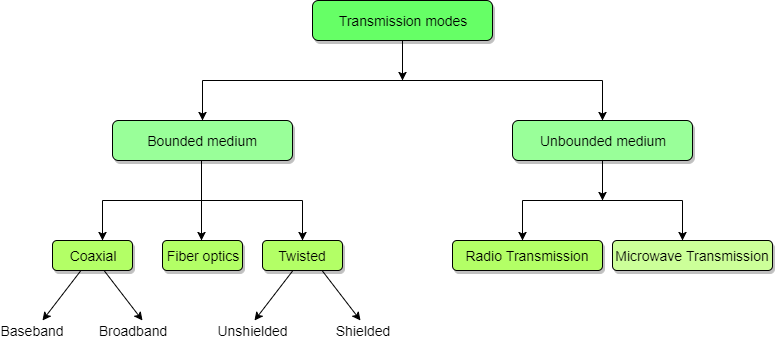 Transmission modes
Bounded medium
Unbounded medium
Coaxial
Fiber optics
Twisted
Radio Transmission
Microwave Transmission
Baseband
Broadband
Unshielded
Shielded